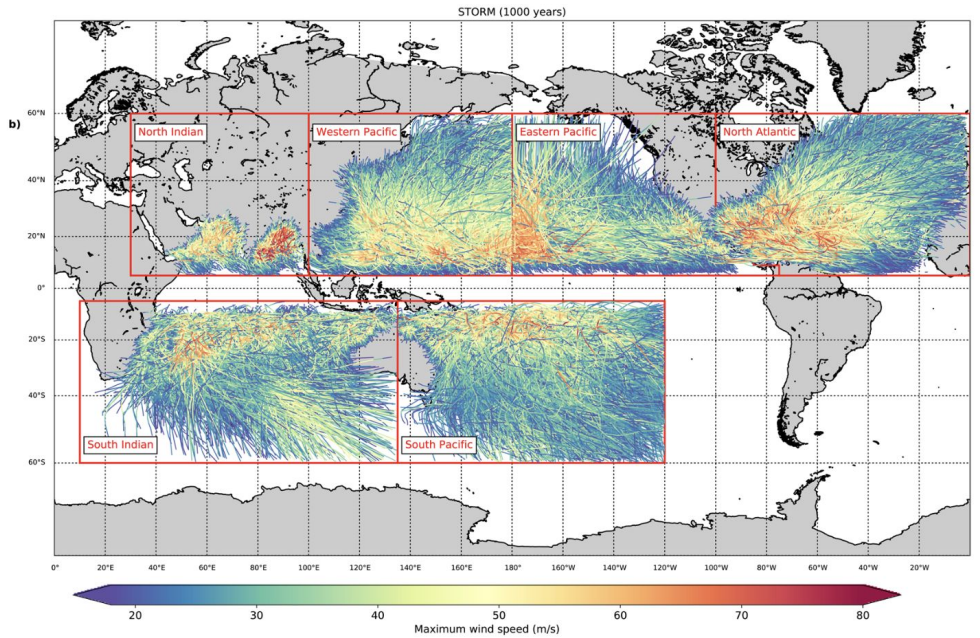 STORM (1000 years)
b)
North Indian
Western Pacific
Eastern Pacific
North Atlantic
60°N
40°N
20°N
0°
20°S
40°S
60°S
South Indian
South Pacific
0° 20°E 40°E 60°E 80°E 100°E 120°E 140°E 160°E 180° 160°W 140°W 120°W 100°W 80°W 60°W 40°W 20°W
20 30 40 50 60 70 80
Maximum wind speed (m/s)